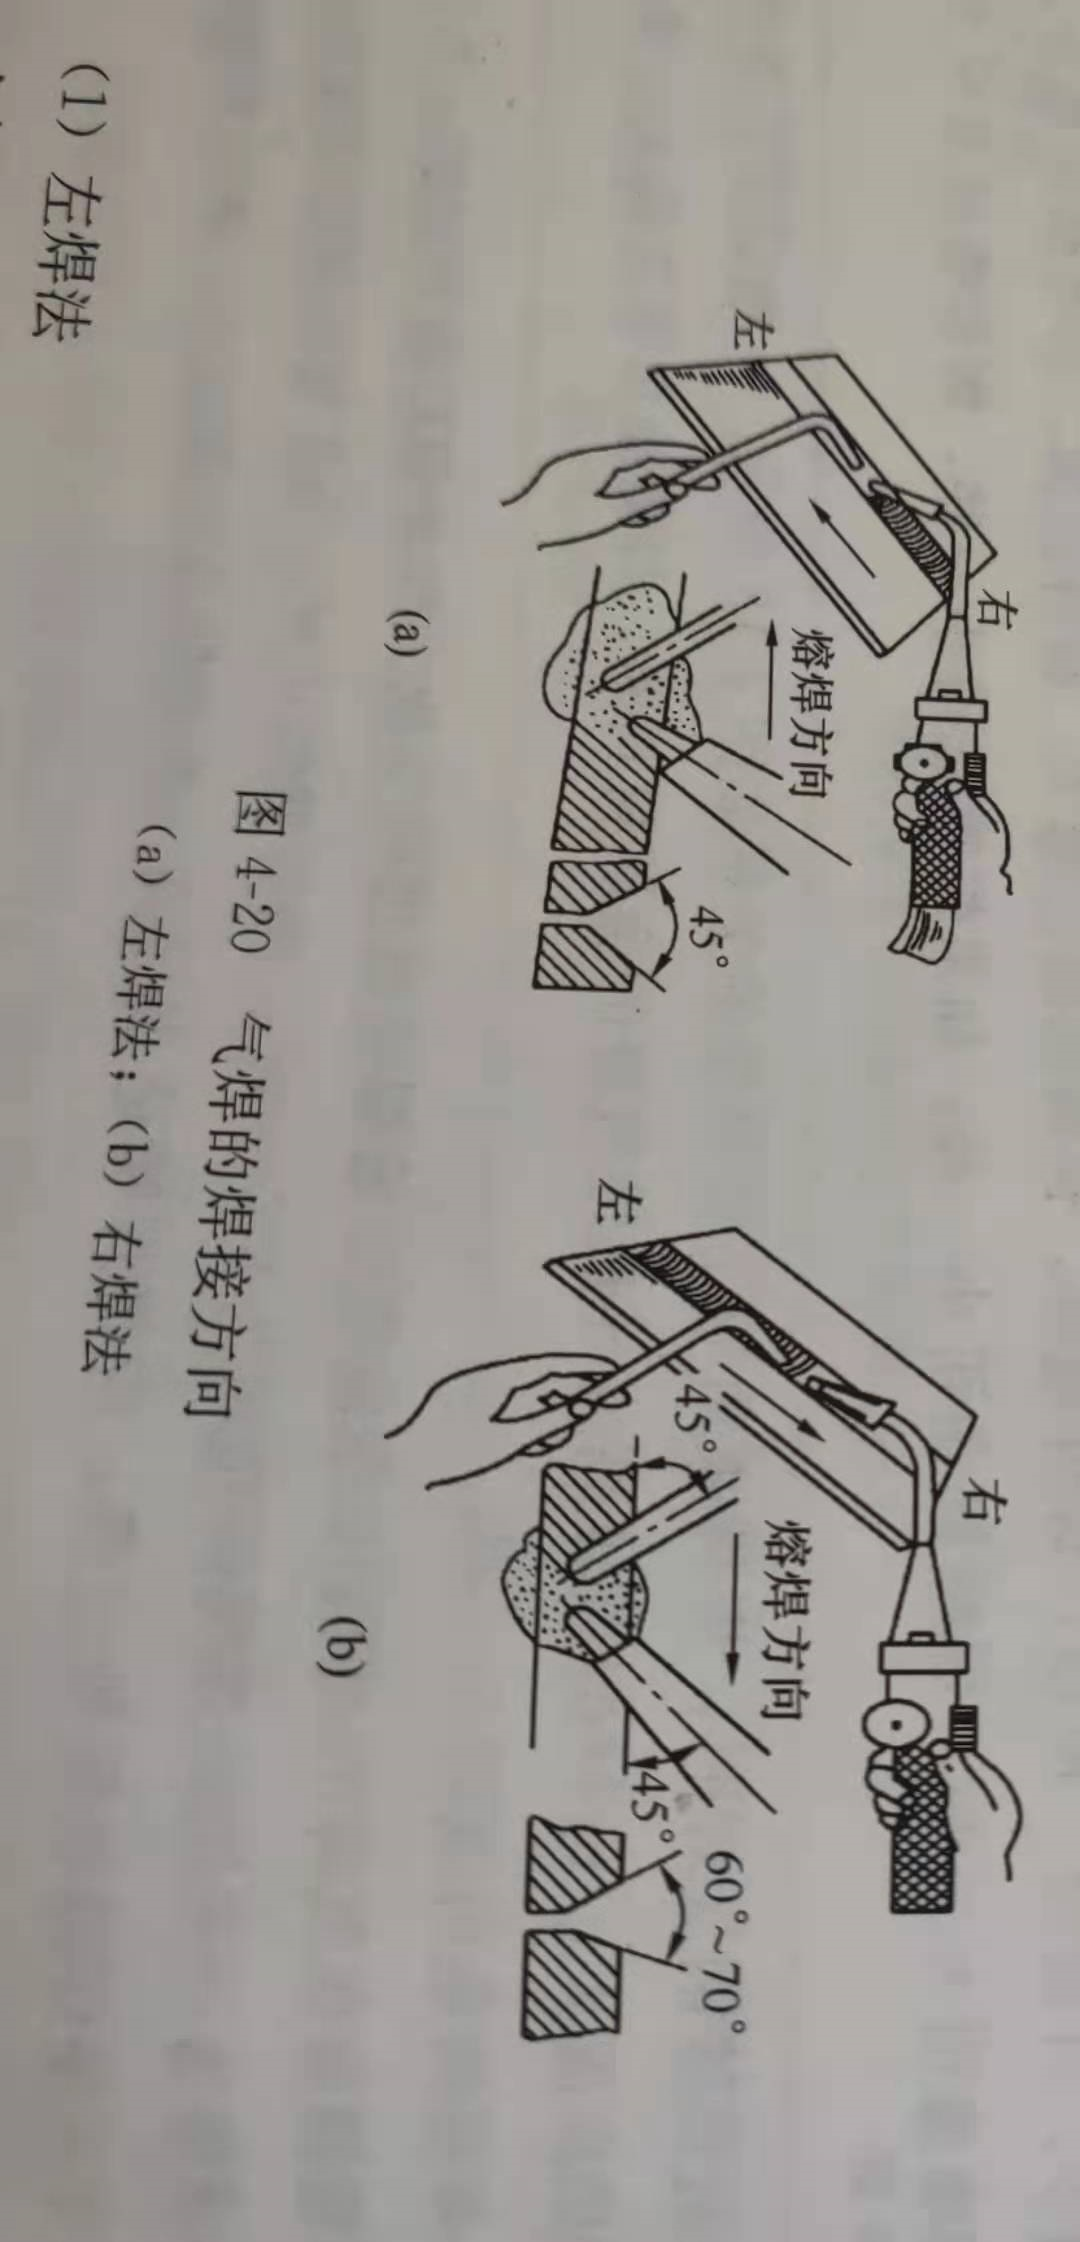 左
右
熔焊方向
45°
(a)
左
右
45°
熔焊方向
45°
60°~70°
(b)
图 4-20 气焊的焊接方向
(a) 左焊法；(b) 右焊法
(1) 左焊法